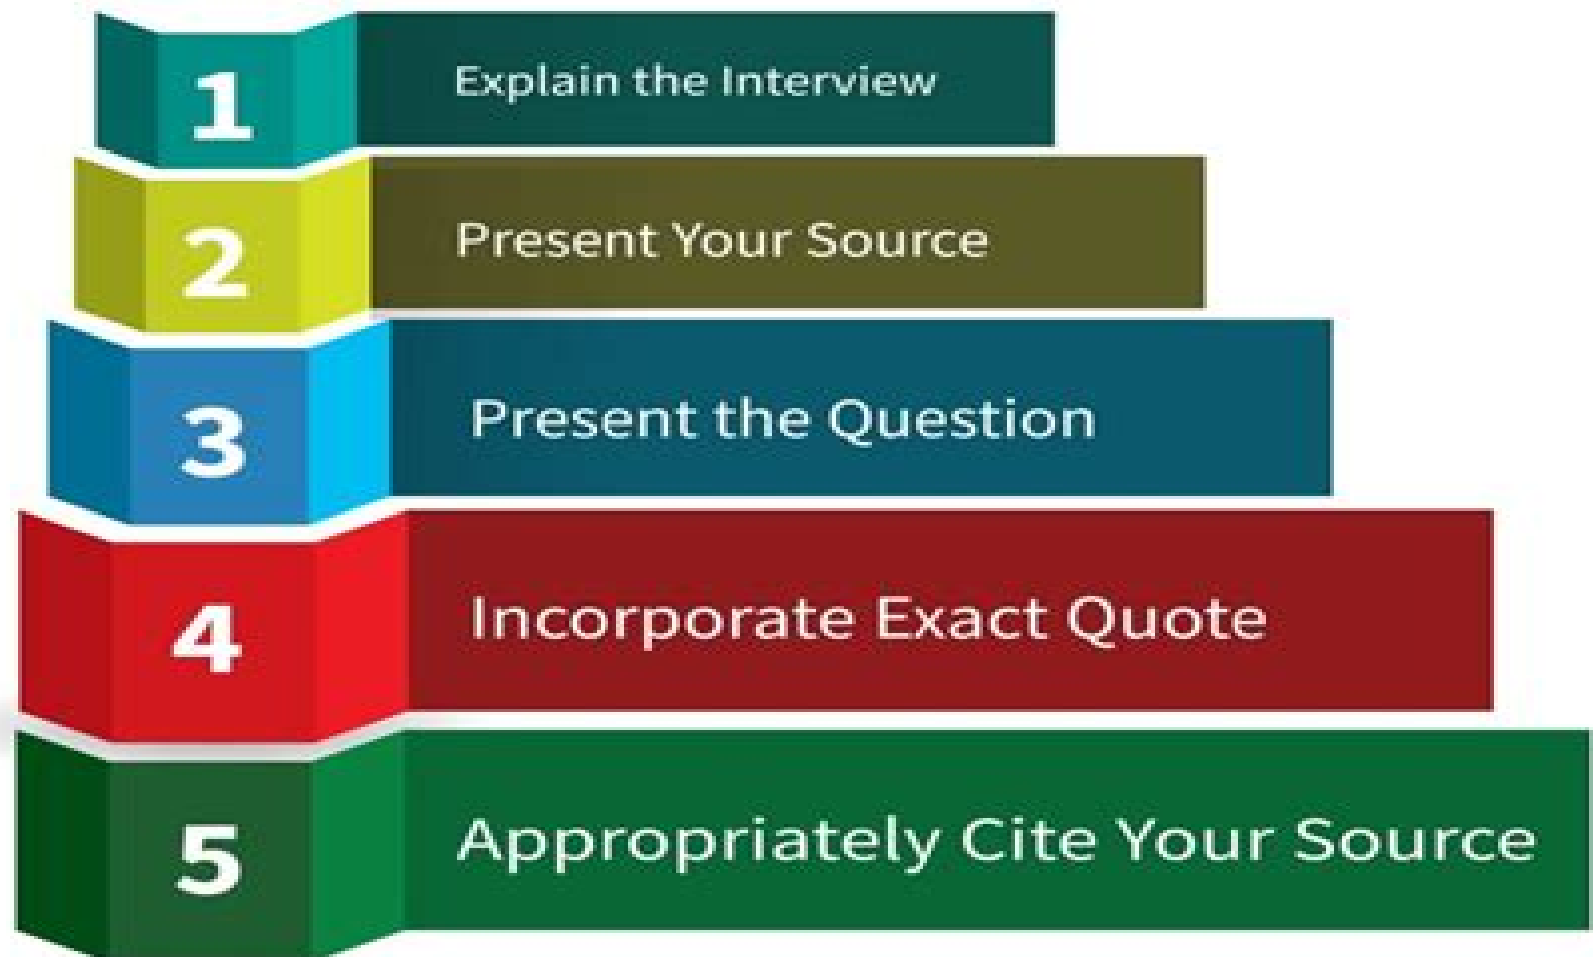 1 Explain the Interview
2 Present Your Source
3 Present the Question
4 Incorporate Exact Quote
5 Appropriately Cite Your Source